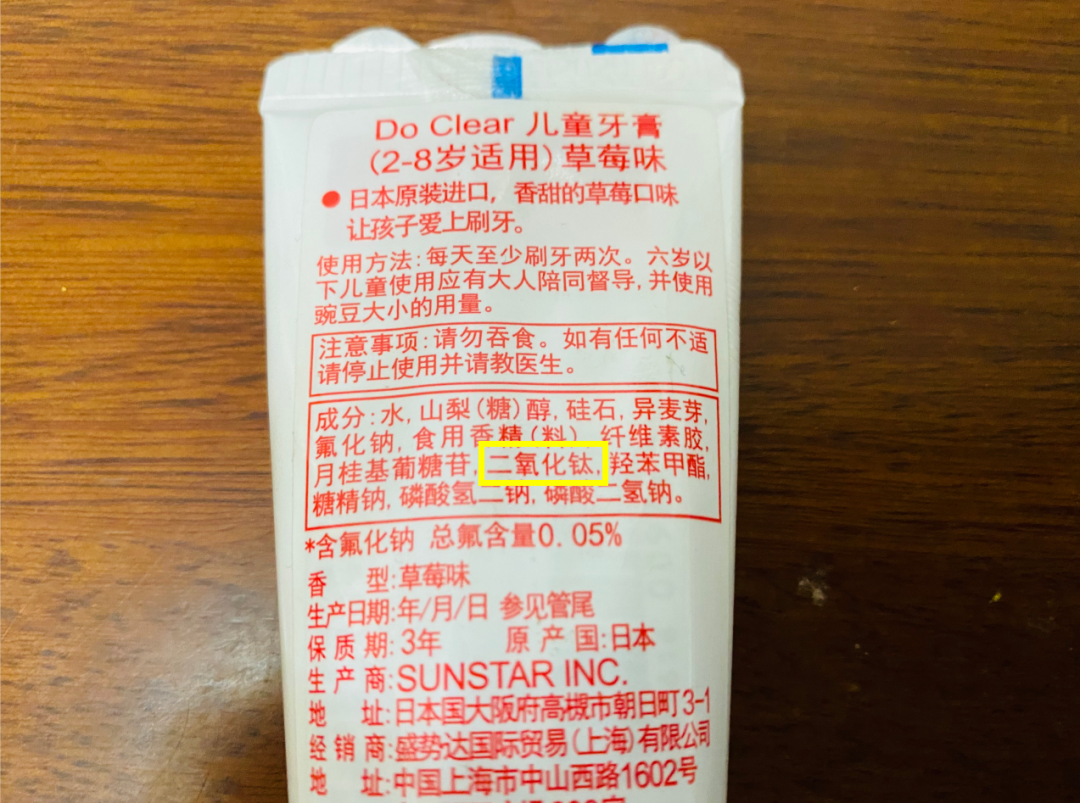 Do Clear 儿童牙膏
(2-8岁适用)草莓味
● 日本原装进口, 香甜的草莓口味
让孩子爱上刷牙。
使用方法:每天至少刷牙两次。六岁以
下儿童使用应有大人陪同督导,并使用
豌豆大小的用量。
注意事项:请勿吞食。如有任何不适
请停止使用并请教医生。
成分:水,山梨(糖)醇,硅石,异麦芽,
氟化钠,食用香精(料),纤维素胶,
月桂基葡糖苷,二氧化钛,羟苯甲酯,
糖精钠,磷酸氢二钠,磷酸二氢钠。
*含氟化钠 总氟含量0.05%
香 型:草莓味
生产日期:年/月/日 参见管尾
保质期:3年 原产国:日本
生产商:SUNSTAR INC.
地 址:日本国大阪府高槻市朝日町3-1
经销商:盛势达国际贸易(上海)有限公司
地 址:中国上海市中山西路1602号